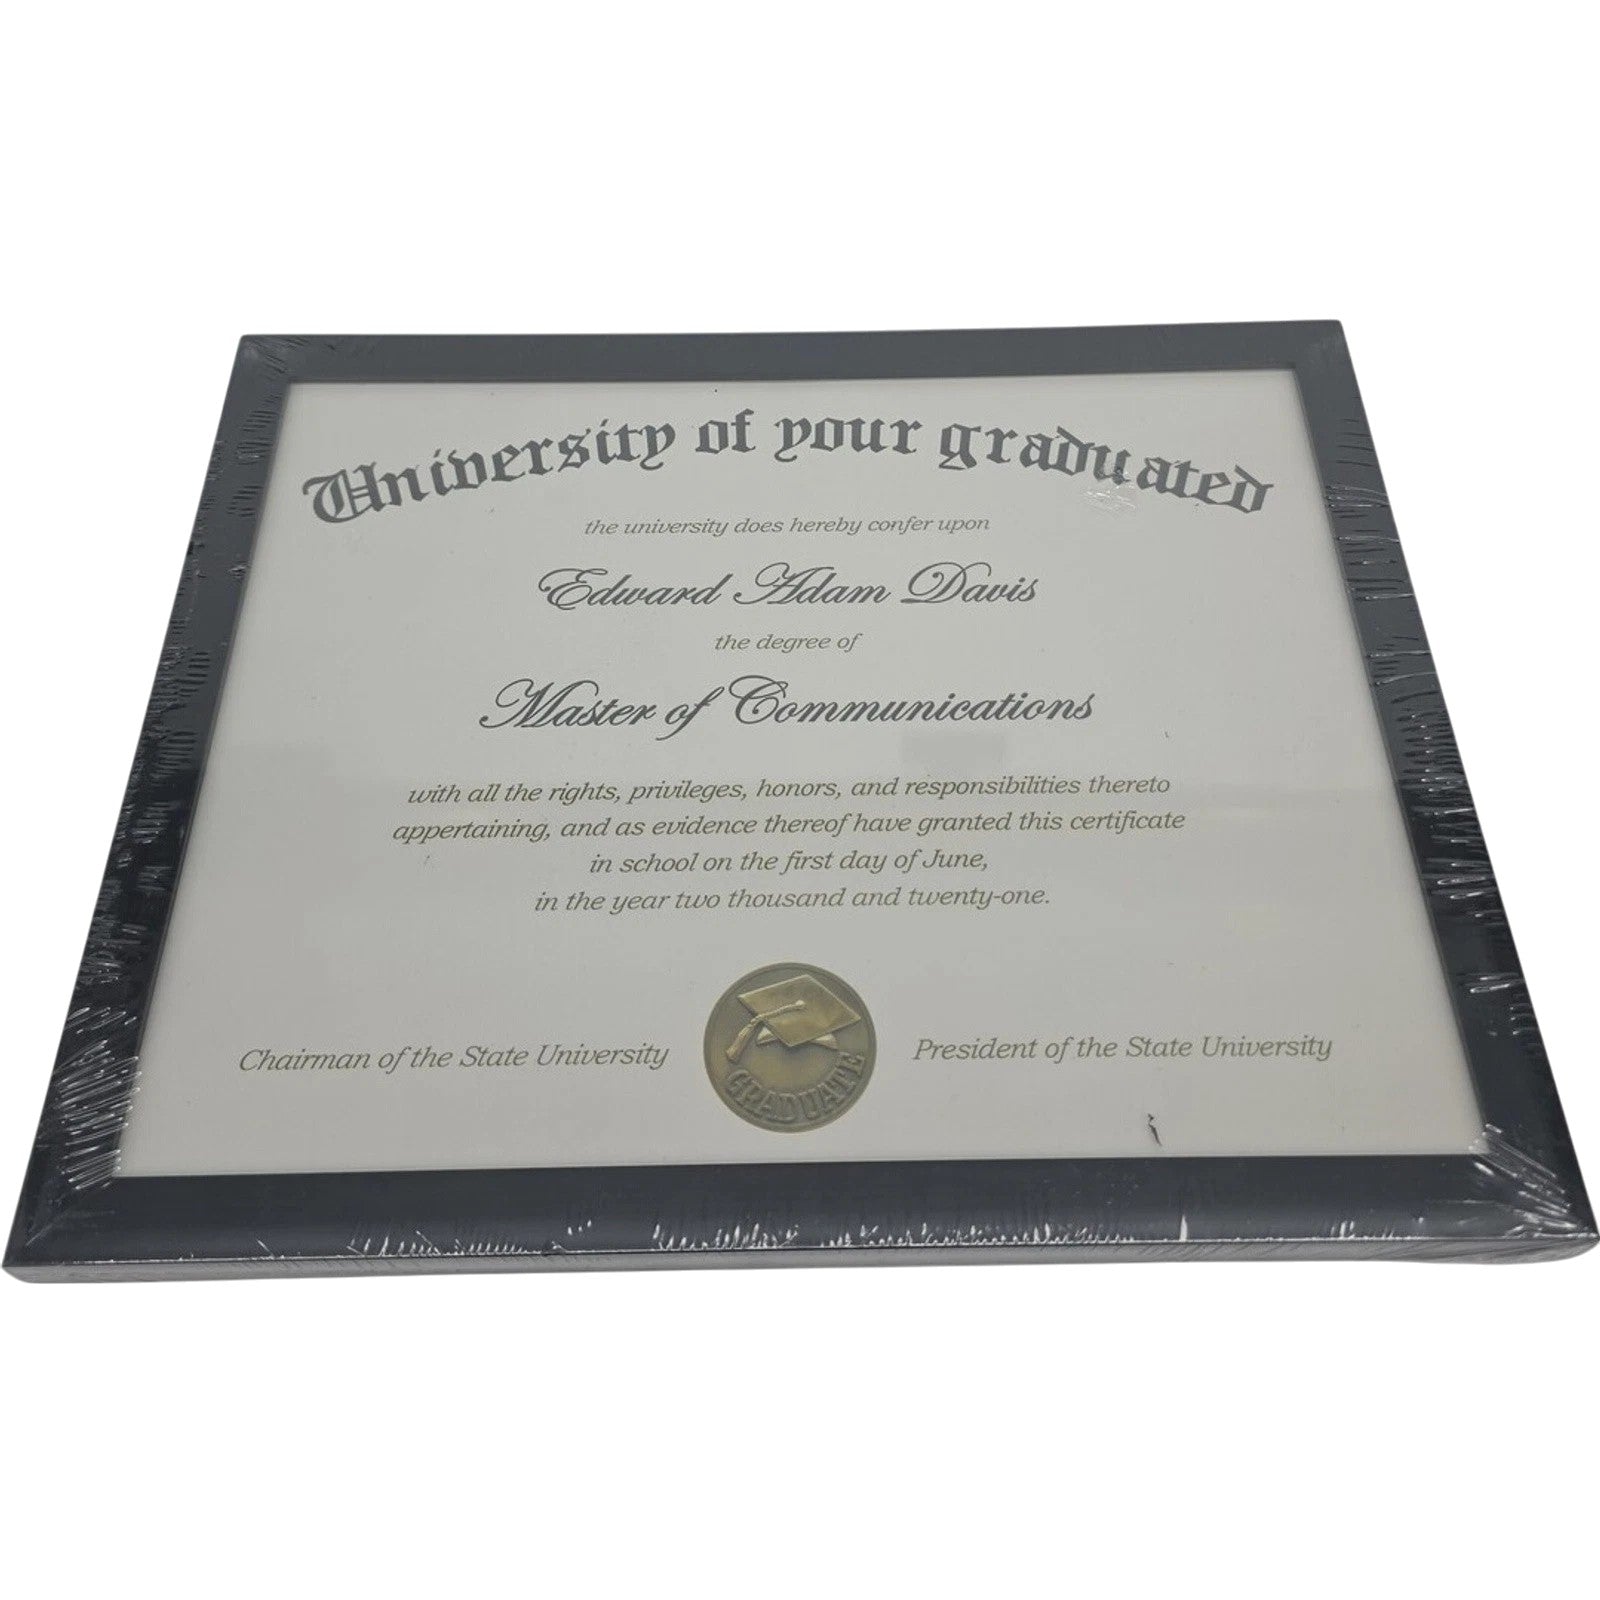 University of your graduated
the university does hereby confer upon
Edward Adam Davis
the degree of
Master of Communications
with all the rights, privileges, honors, and responsibilities thereto
appertaining, and as evidence thereof have granted this certificate
in school on the first day of June,
in the year two thousand and twenty-one.
Chairman of the State University
President of the State University
GRADUATE